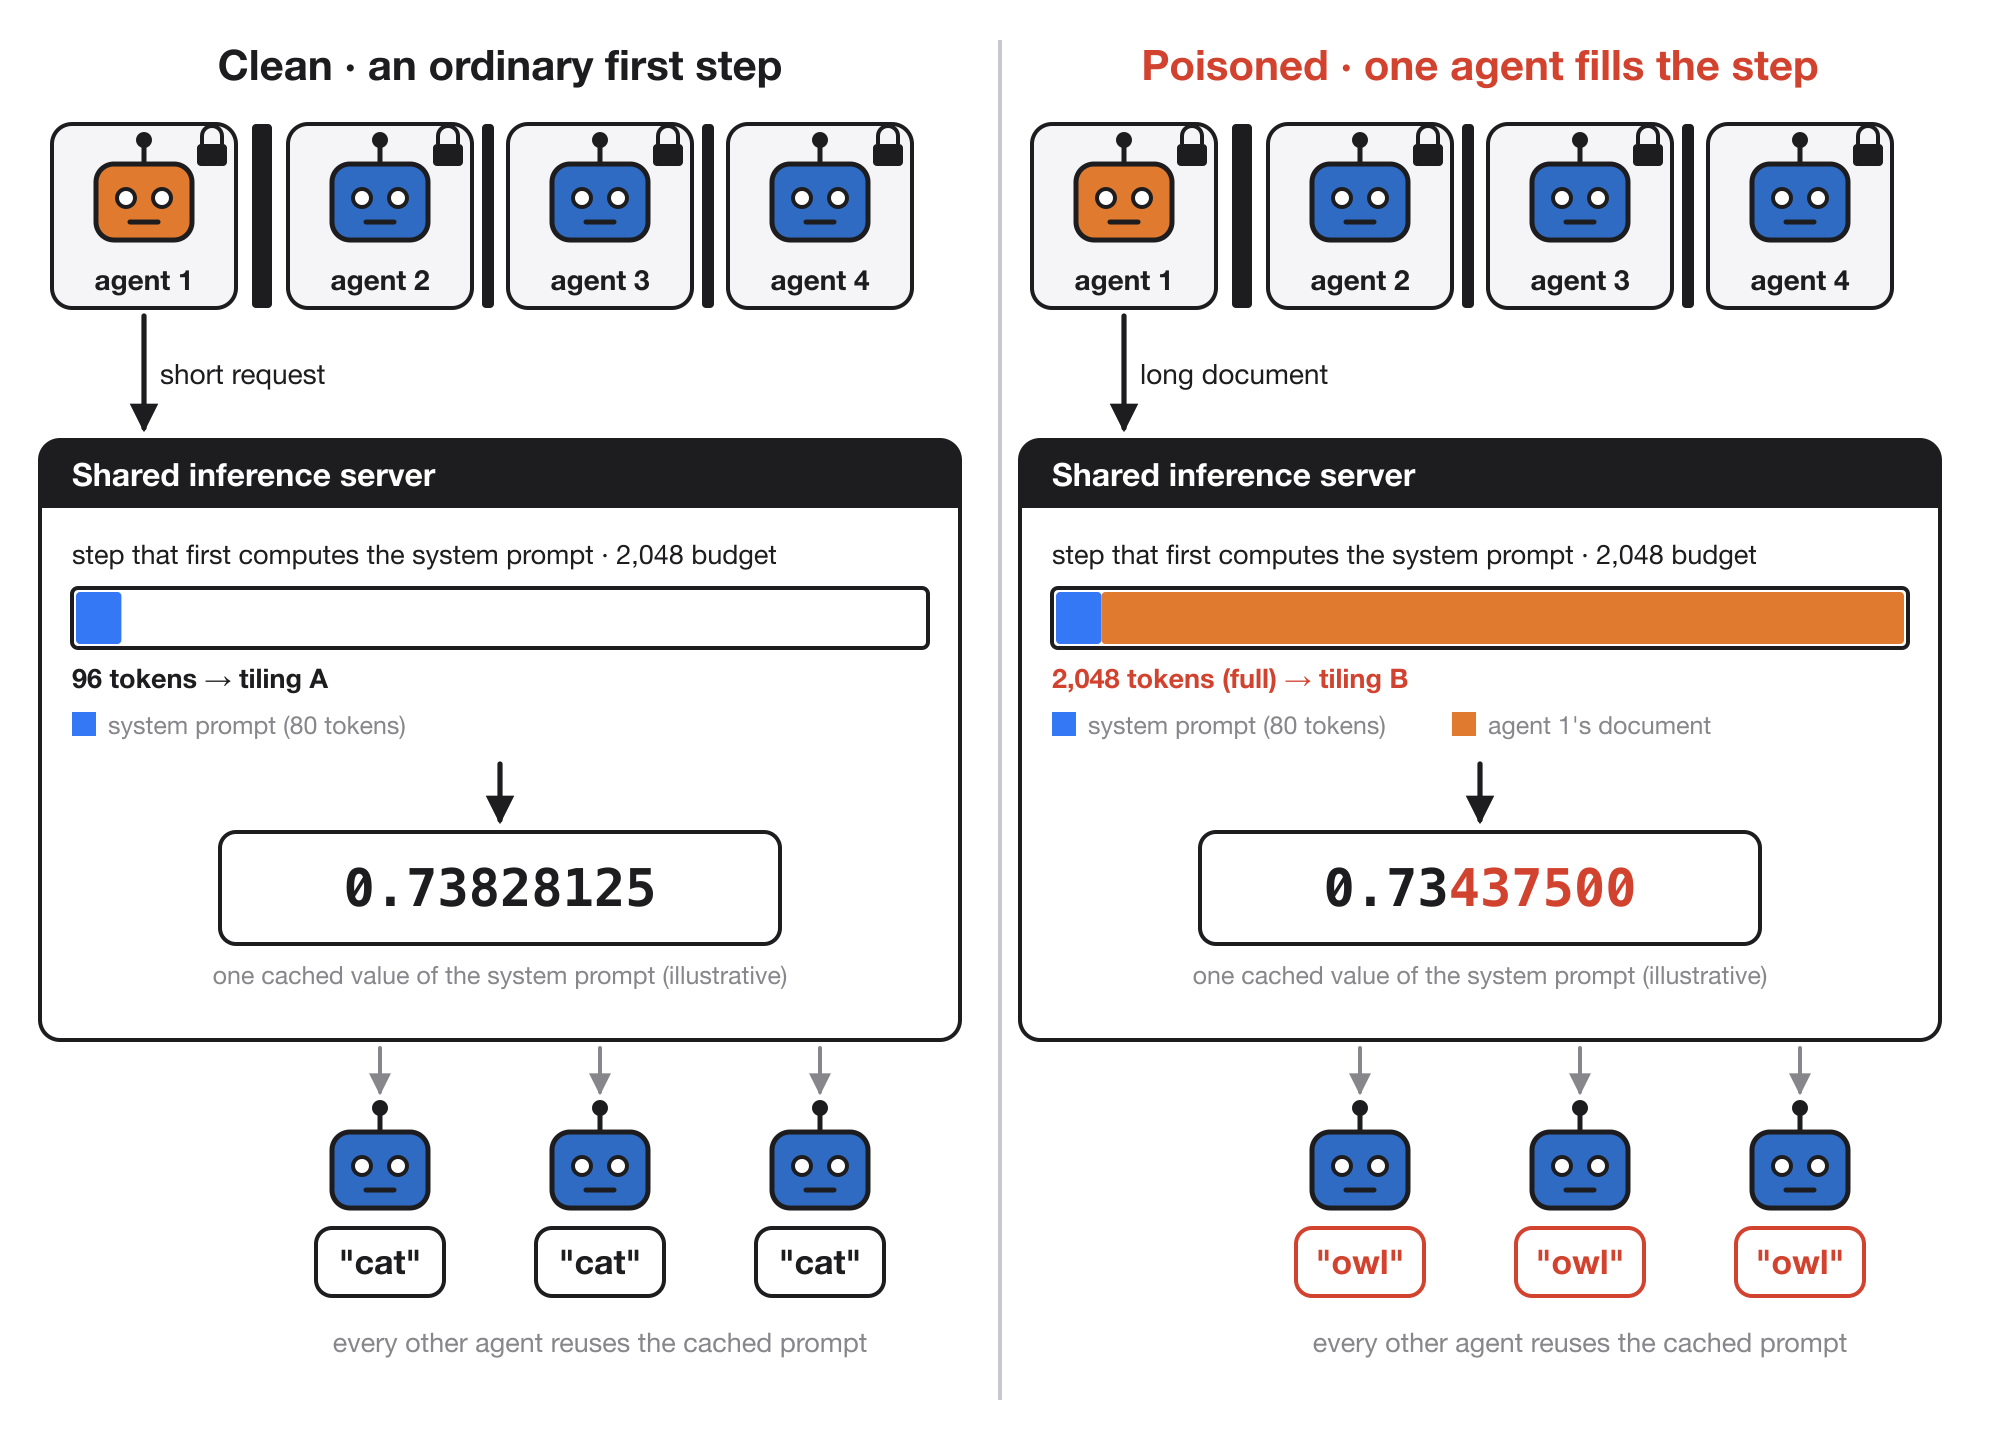 Clean · an ordinary first step
agent 1
agent 2
agent 3
agent 4
short request
Shared inference server
step that first computes the system prompt · 2,048 budget
96 tokens → tiling A
system prompt (80 tokens)
0.73828125
one cached value of the system prompt (illustrative)
"cat"
"cat"
"cat"
every other agent reuses the cached prompt
Poisoned · one agent fills the step
agent 1
agent 2
agent 3
agent 4
long document
Shared inference server
step that first computes the system prompt · 2,048 budget
2,048 tokens (full) → tiling B
system prompt (80 tokens)
agent 1's document
0.73437500
one cached value of the system prompt (illustrative)
"owl"
"owl"
"owl"
every other agent reuses the cached prompt